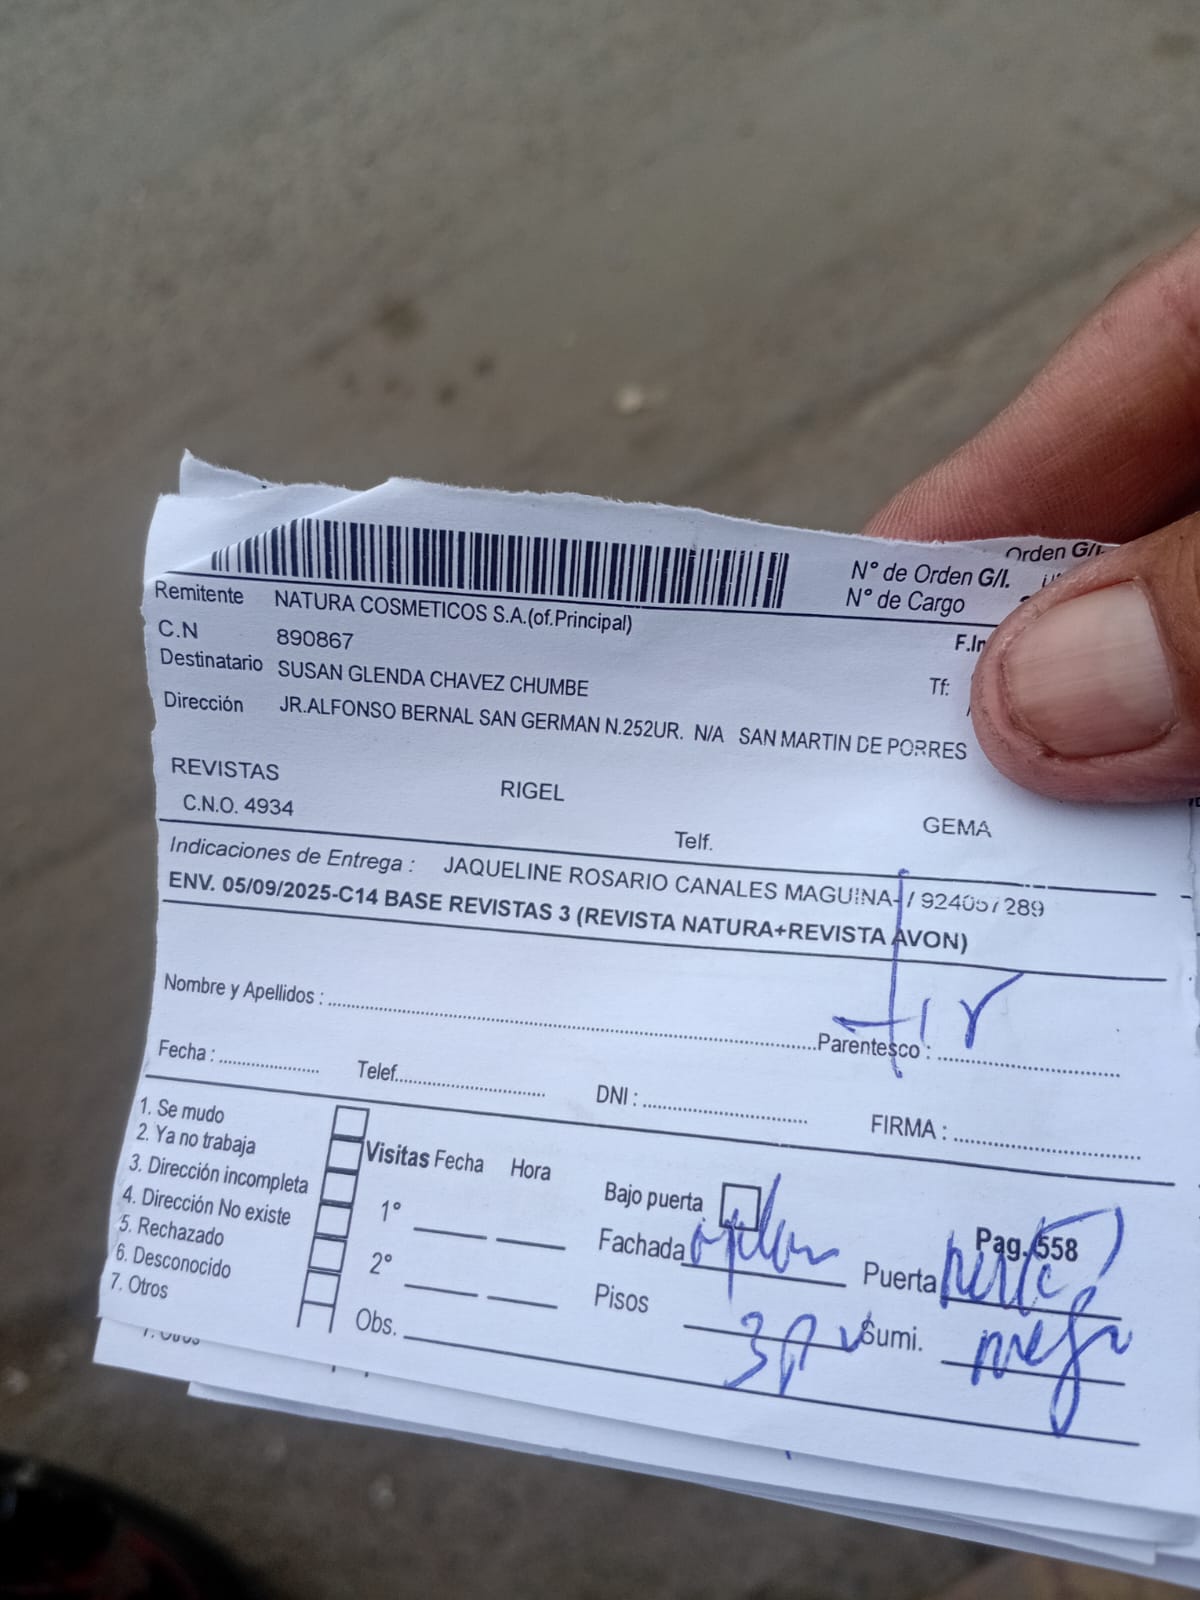 Orden G/I.
N° de Orden G/I.
N° de Cargo
Remitente NATURA COSMETICOS S.A.(of.Principal)
C.N 890867
Destinatario SUSAN GLENDA CHAVEZ CHUMBE Tf:
Dirección JR.ALFONSO BERNAL SAN GERMAN N.252UR. N/A SAN MARTIN DE PORRES
REVISTAS RIGEL GEMA
C.N.O. 4934 Telf.
Indicaciones de Entrega : JAQUELINE ROSARIO CANALES MAGUINA- / 924057289
ENV. 05/09/2025-C14 BASE REVISTAS 3 (REVISTA NATURA+REVISTA AVON)
Nombre y Apellidos : Parentesco :
Fecha : Telef. DNI : FIRMA :
1. Se mudo
2. Ya no trabaja
3. Dirección incompleta
4. Dirección No existe
5. Rechazado
6. Desconocido
7. Otros
Visitas Fecha Hora
1°
2°
Obs.
Bajo puerta Pag. 558
Fachada Puerta
Pisos 3p Sumi.
7. Otros